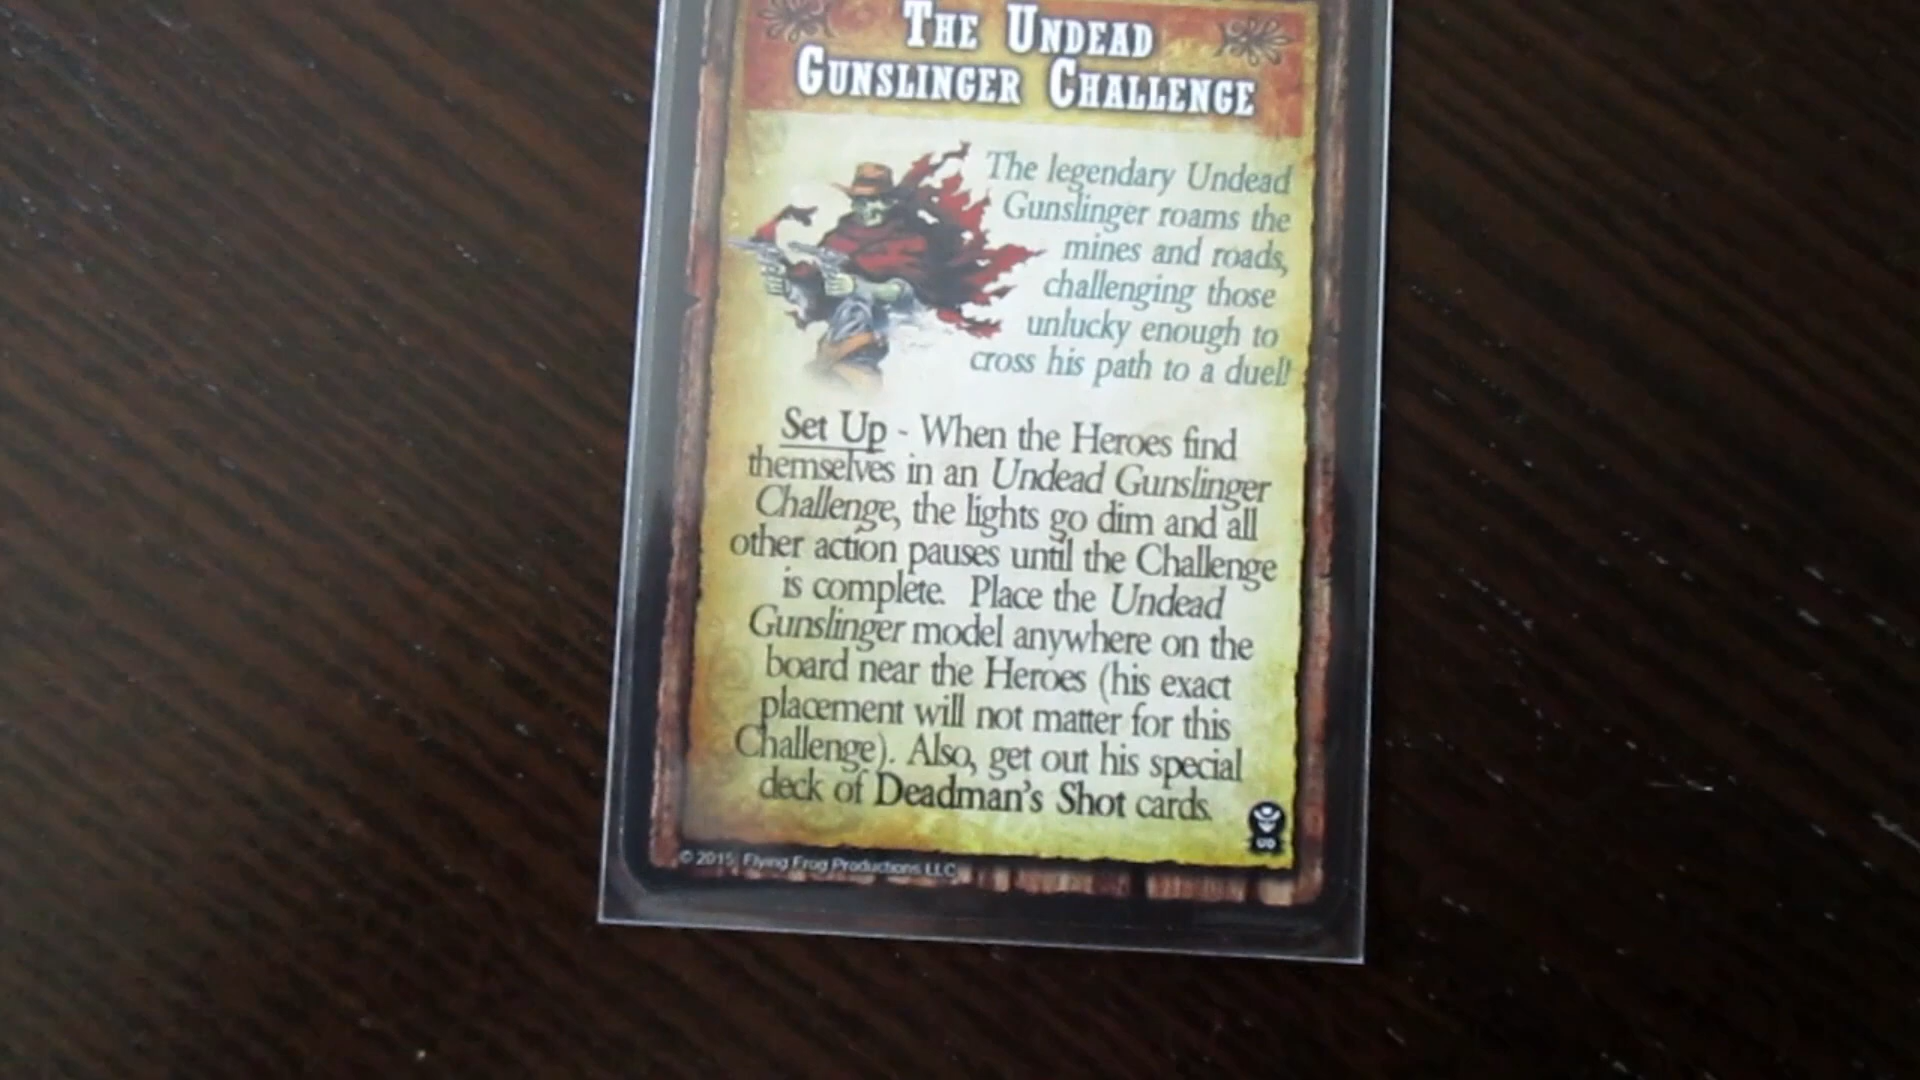 The Undead
Gunslinger Challenge
The legendary Undead
Gunslinger roams the
mines and roads,
challenging those
unlucky enough to
cross his path to a duel!
Set Up - When the Heroes find
themselves in an Undead Gunslinger
Challenge, the lights go dim and all
other action pauses until the Challenge
is complete. Place the Undead
Gunslinger model anywhere on the
board near the Heroes (his exact
placement will not matter for this
Challenge). Also, get out his special
deck of Deadman's Shot cards.
UD
© 2015 Flying Frog Productions LLC